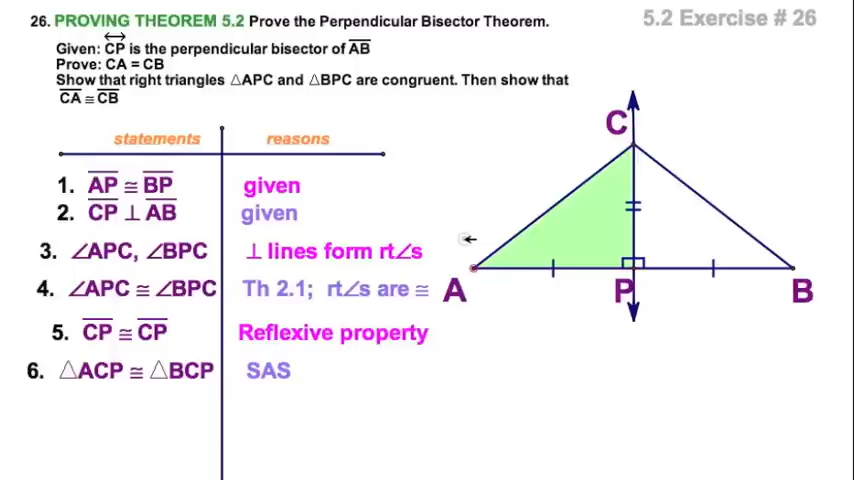 26. PROVING THEOREM 5.2 Prove the Perpendicular Bisector Theorem.
5.2 Exercise # 26
Given: CP is the perpendicular bisector of AB
Prove: CA = CB
Show that right triangles △APC and △BPC are congruent. Then show that
CA ≅ CB
statements reasons
1. AP ≅ BP given
2. CP ⊥ AB given
3. ∠APC, ∠BPC ⊥ lines form rt∠s
4. ∠APC ≅ ∠BPC Th 2.1; rt∠s are ≅
5. CP ≅ CP Reflexive property
6. △ACP ≅ △BCP SAS
C
A
P
B